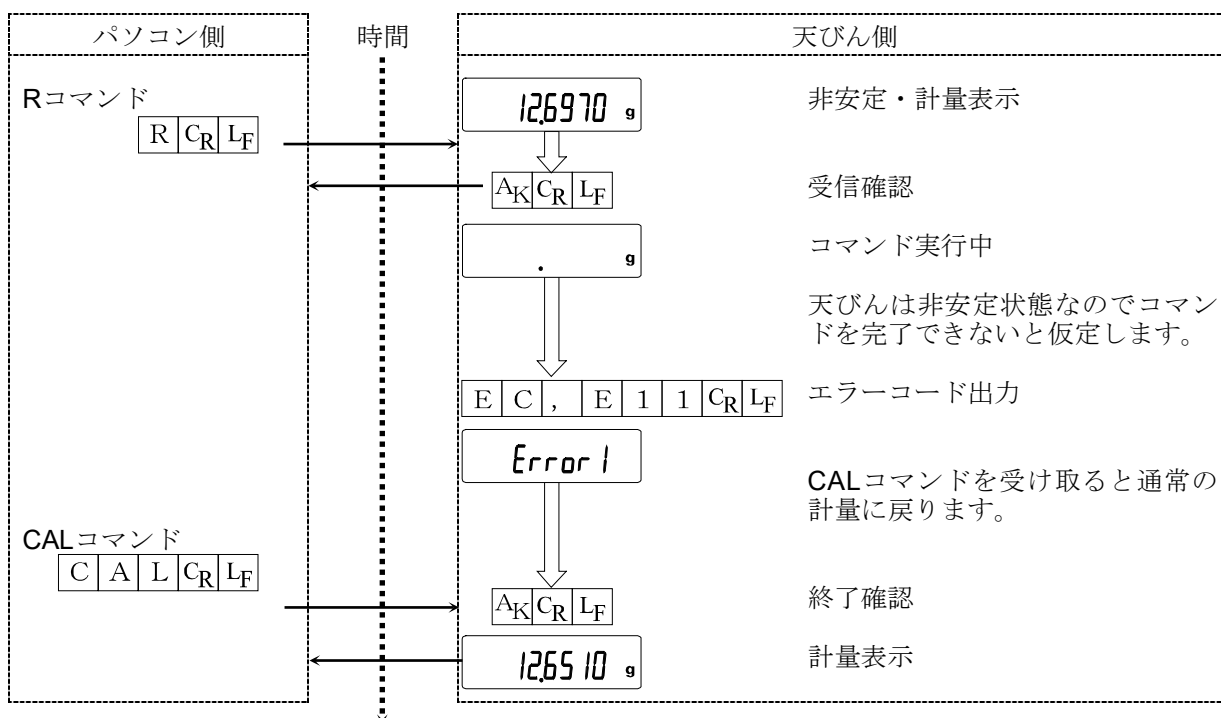 パソコン側 時間 天びん側
Rコマンド
R CR LF
12.6970 g 非安定・計量表示
AK CR LF 受信確認
. g コマンド実行中
天びんは非安定状態なのでコマン
ドを完了できないと仮定します。
E C , E 1 1 CR LF エラーコード出力
Error 1
CALコマンドを受け取ると通常の
計量に戻ります。
CALコマンド
C A L CR LF
AK CR LF 終了確認
12.6510 g 計量表示